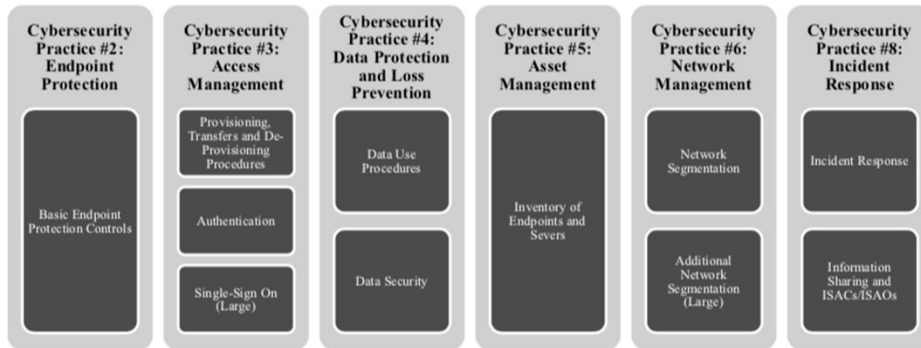 Cybersecurity
Practice #2:
Endpoint
Protection
Basic Endpoint
Protection Controls
Cybersecurity
Practice #3:
Access
Management
Provisioning,
Transfers and De-
Provisioning
Procedures
Authentication
Single-Sign On
(Large)
Cybersecurity
Practice #4:
Data Protection
and Loss
Prevention
Data Use
Procedures
Data Security
Cybersecurity
Practice #5:
Asset
Management
Inventory of
Endpoints and
Severs
Cybersecurity
Practice #6:
Network
Management
Network
Segmentation
Additional
Network
Segmentation
(Large)
Cybersecurity
Practice #8:
Incident
Response
Incident Response
Information
Sharing and
ISACs/ISAOs